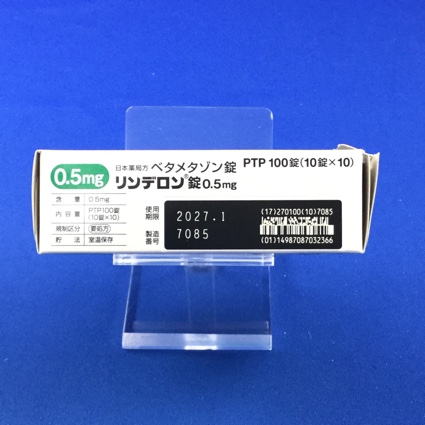 0.5mg
日本薬局方 ベタメタゾン錠 PTP 100錠(10錠×10)
リンデロン®錠0.5mg
含 量 0.5mg
内容量 PTP100錠
(10錠×10)
規制区分 要処方
貯 法 室温保存
使用
期限 2027.1
製造
番号 7085
(17)270100(10)7085
(01)14987087032366